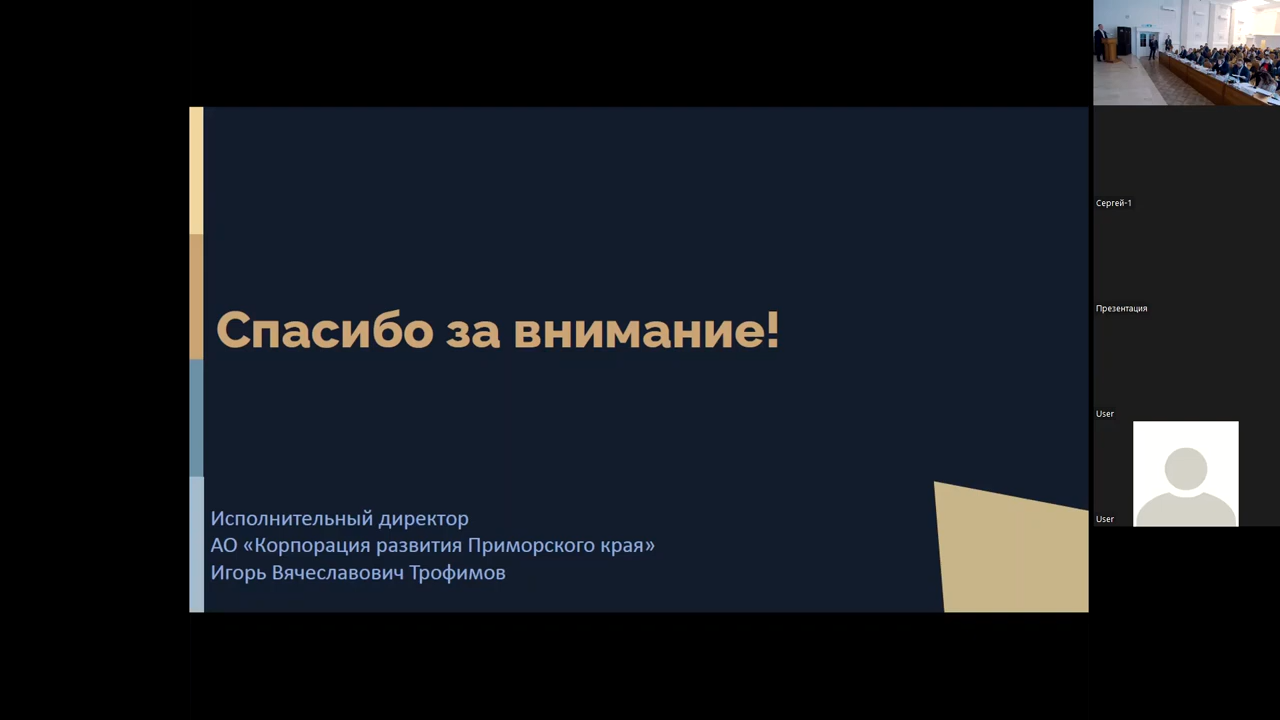 Спасибо за внимание!
Исполнительный директор
АО «Корпорация развития Приморского края»
Игорь Вячеславович Трофимов
Сергей-1
Презентация
User
User